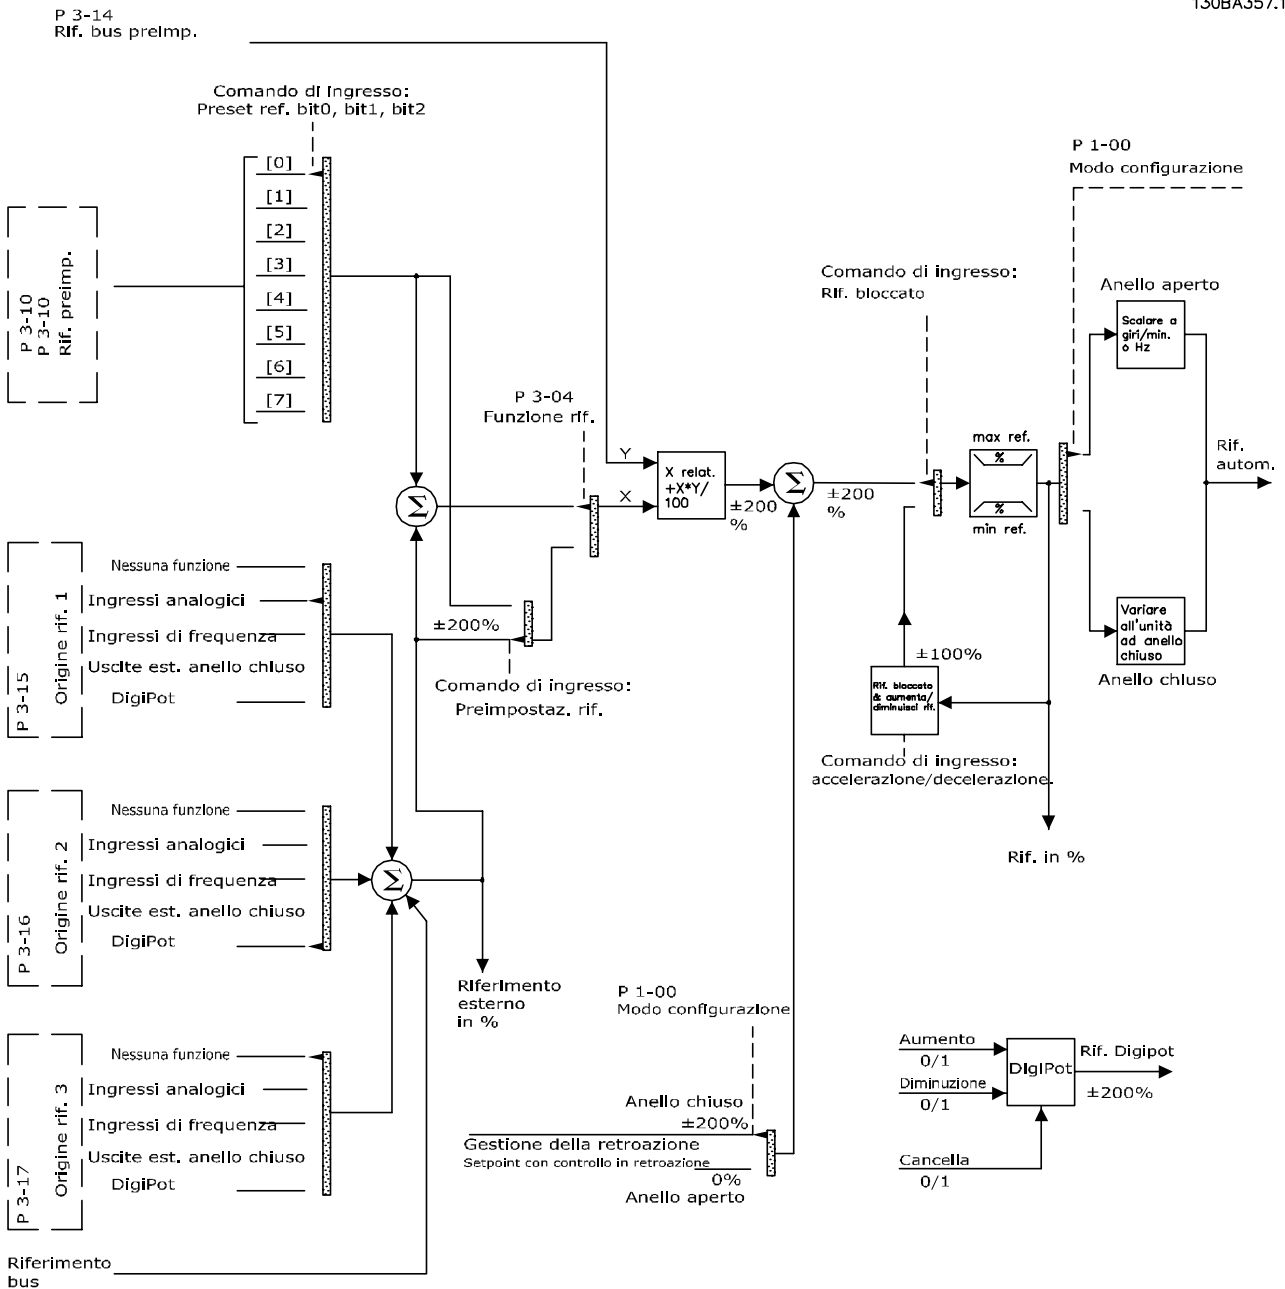 130BA357.1
P 3-14
Rif. bus preimp.
Comando di ingresso:
Preset ref. bit0, bit1, bit2
[0]
[1]
[2]
[3]
[4]
[5]
[6]
[7]
P 3-10
P 3-10
Rif. preimp.
P 1-00
Modo configurazione
Comando di ingresso:
Rif. bloccato
Anello aperto
Scalare a
giri/min.
o Hz
P 3-04
Funzione rif.
Y
X
X relat.
+X*Y/
100
±200
%
±200
%
max ref.
%
%
min ref.
Rif.
autom.
P 3-15
Origine rif. 1
Nessuna funzione
Ingressi analogici
Ingressi di frequenza
Uscite est. anello chiuso
DigiPot
±200%
Comando di ingresso:
Preimpostaz. rif.
±100%
Rif. bloccato
& aumenta/
diminuisci rif.
Comando di ingresso:
accelerazione/decelerazione.
Variare
all'unità
ad anello
chiuso
Anello chiuso
Rif. in %
P 3-16
Origine rif. 2
Nessuna funzione
Ingressi analogici
Ingressi di frequenza
Uscite est. anello chiuso
DigiPot
Σ
Σ
Σ
Riferimento
esterno
in %
P 1-00
Modo configurazione
P 3-17
Origine rif. 3
Nessuna funzione
Ingressi analogici
Ingressi di frequenza
Uscite est. anello chiuso
DigiPot
Anello chiuso
±200%
Gestione della retroazione
Setpoint con controllo in retroazione
0%
Anello aperto
Aumento
0/1
Diminuzione
0/1
Cancella
0/1
DigiPot
Rif. Digipot
±200%
Riferimento
bus